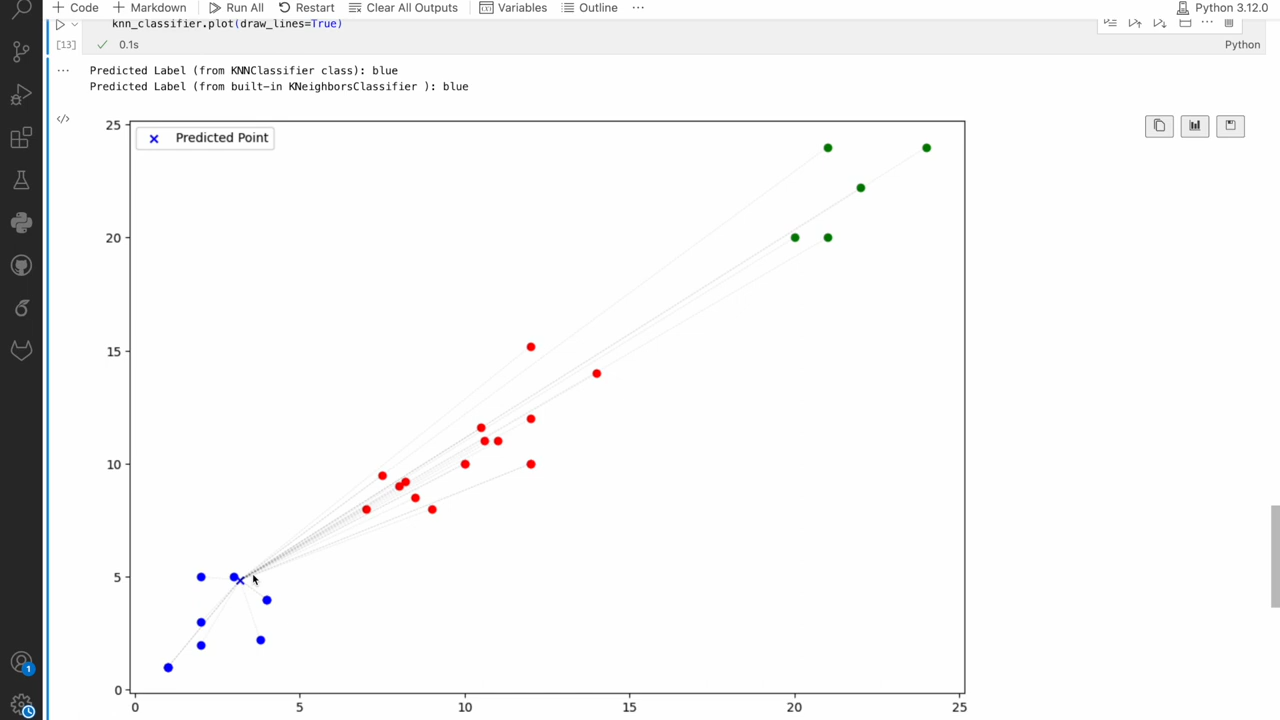 + Code + Markdown Run All Restart Clear All Outputs Variables Outline ··· Python 3.12.0
knn_classifier.plot(draw_lines=True)
[13] 0.1s Python
Predicted Label (from KNNClassifier class): blue
Predicted Label (from built-in KNeighborsClassifier ): blue
25
Predicted Point
20
15
10
5
0
0 5 10 15 20 25
1